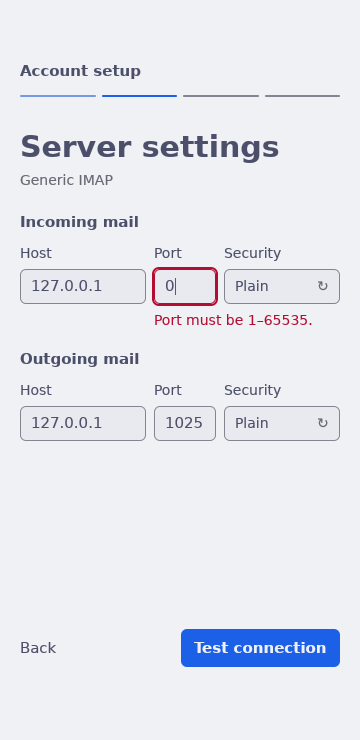 Account setup
Server settings
Generic IMAP
Incoming mail
Host Port Security
127.0.0.1 0 Plain ↻
Port must be 1–65535.
Outgoing mail
Host Port Security
127.0.0.1 1025 Plain ↻
Back Test connection